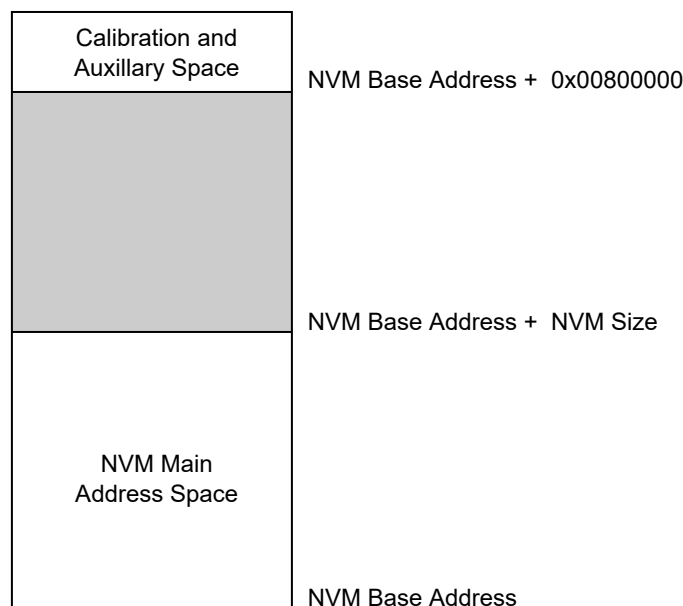 Calibration and
Auxillary Space
NVM Base Address + 0x00800000
NVM Base Address + NVM Size
NVM Main
Address Space
NVM Base Address